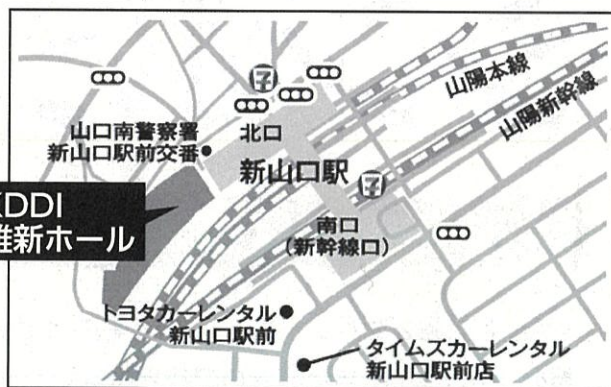 山陽本線
山陽新幹線
山口南警察署
新山口駅前交番
北口
新山口駅
KDDI
維新ホール
南口
(新幹線口)
トヨタカーレンタル
新山口駅前
タイムズカーレンタル
新山口駅前店